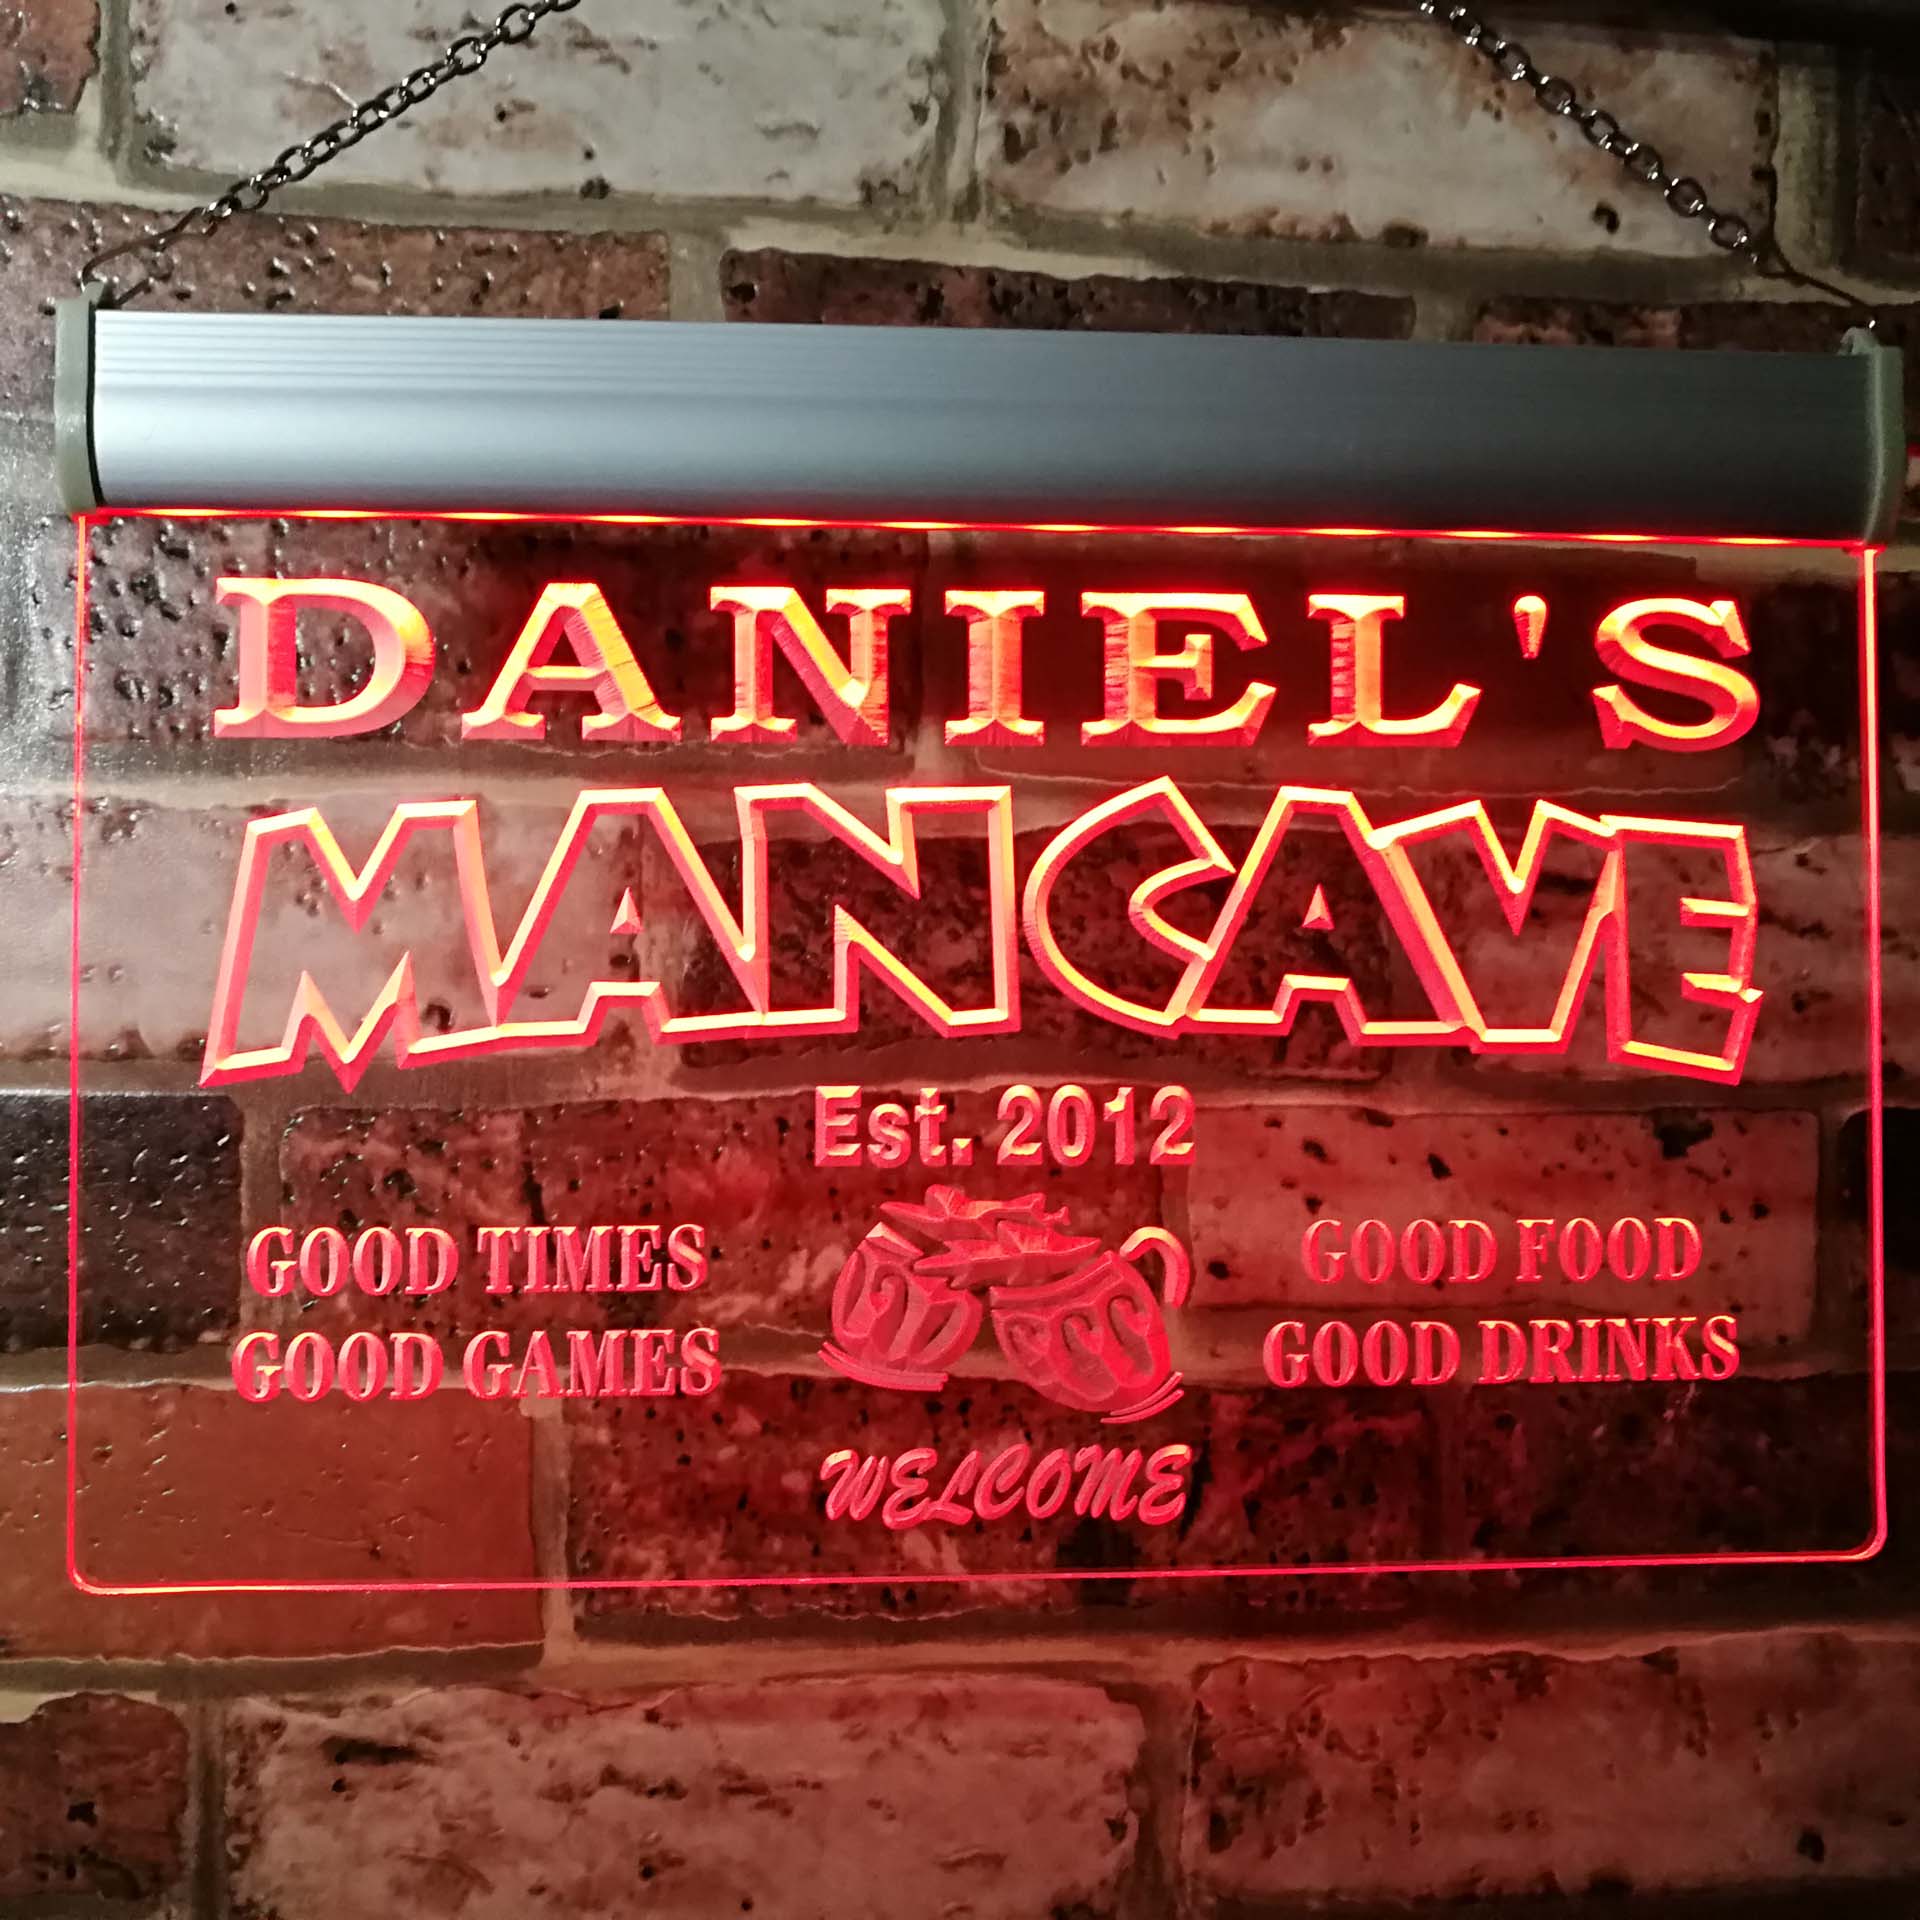 DANIEL'S
MANCAVE
Est. 2012
GOOD TIMES
GOOD GAMES
GOOD FOOD
GOOD DRINKS
WELCOME